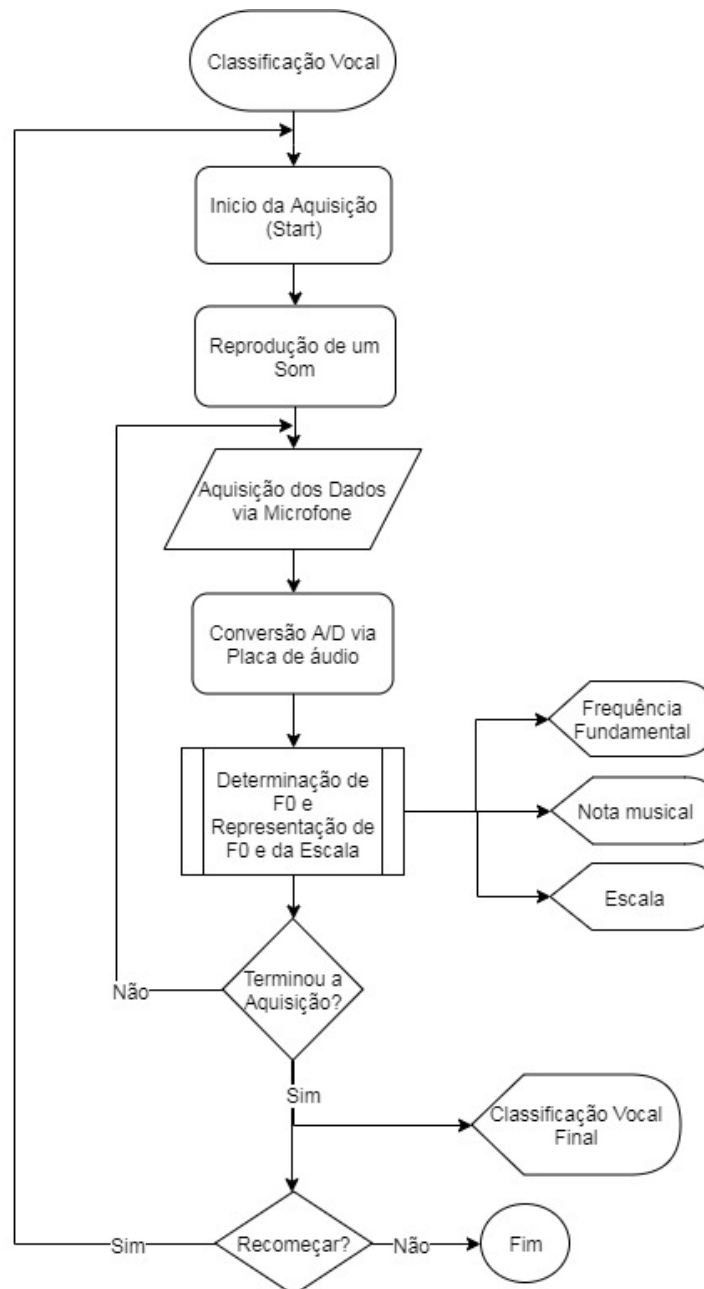 Classificação Vocal
Inicio da Aquisição
(Start)
Reprodução de um
Som
Aquisição dos Dados
via Microfone
Conversão A/D via
Placa de áudio
Determinação de
F0 e
Representação de
F0 e da Escala
Frequência
Fundamental
Nota musical
Escala
Terminou a
Aquisição?
Não
Sim
Classificação Vocal
Final
Recomeçar?
Sim
Não
Fim